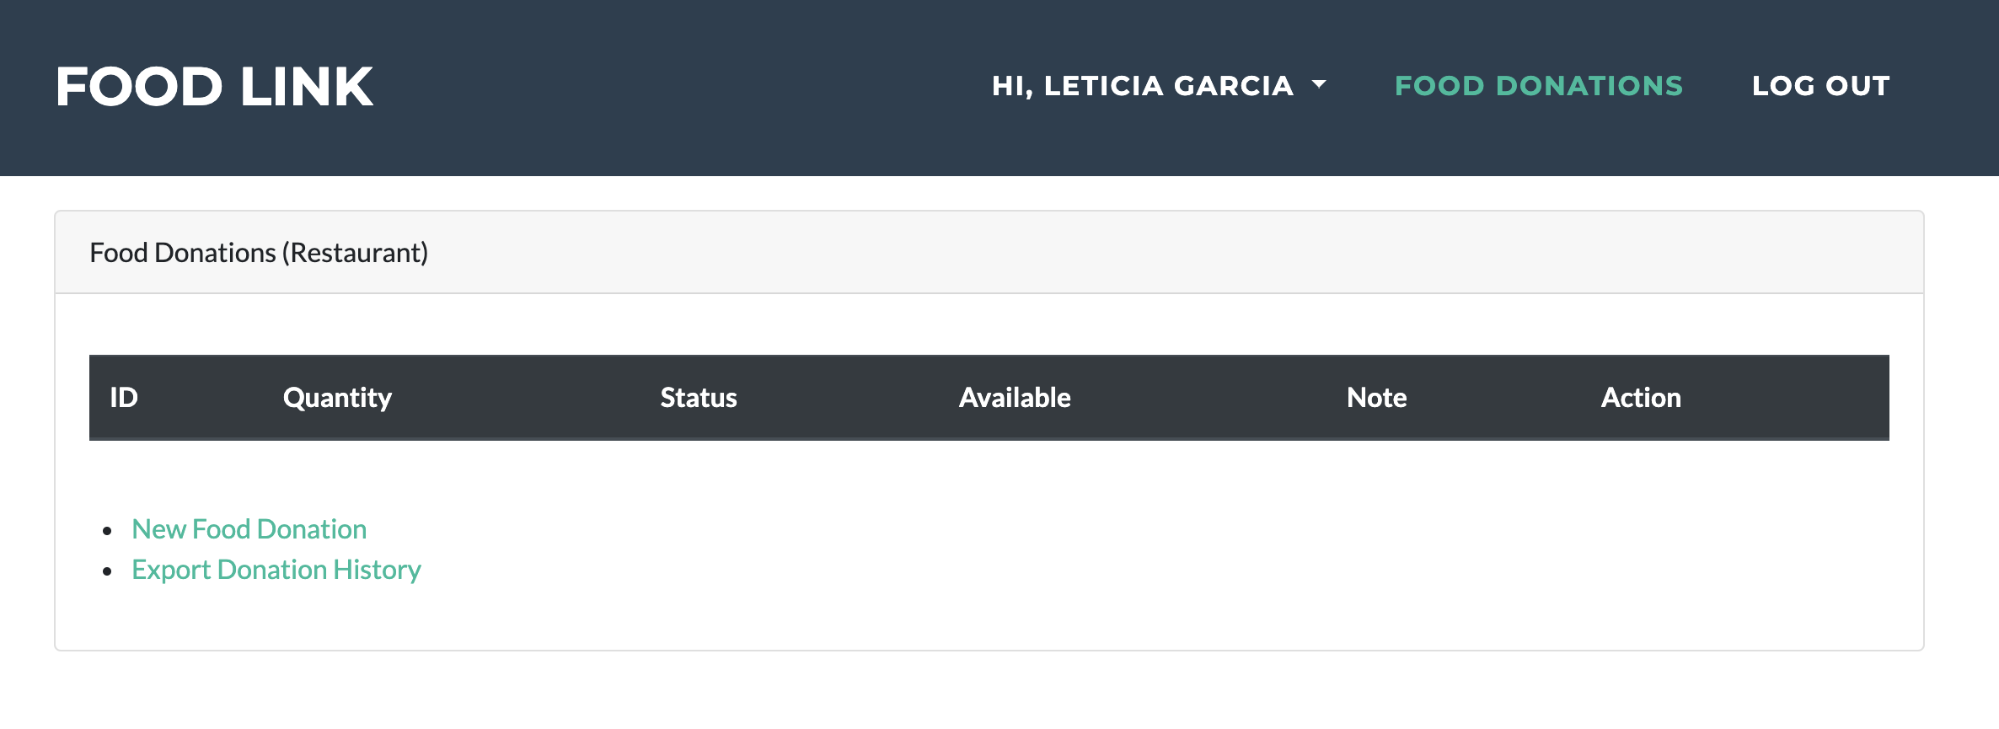 FOOD LINK
HI, LETICIA GARCIA FOOD DONATIONS LOG OUT
Food Donations (Restaurant)
ID Quantity Status Available Note Action
New Food Donation
Export Donation History